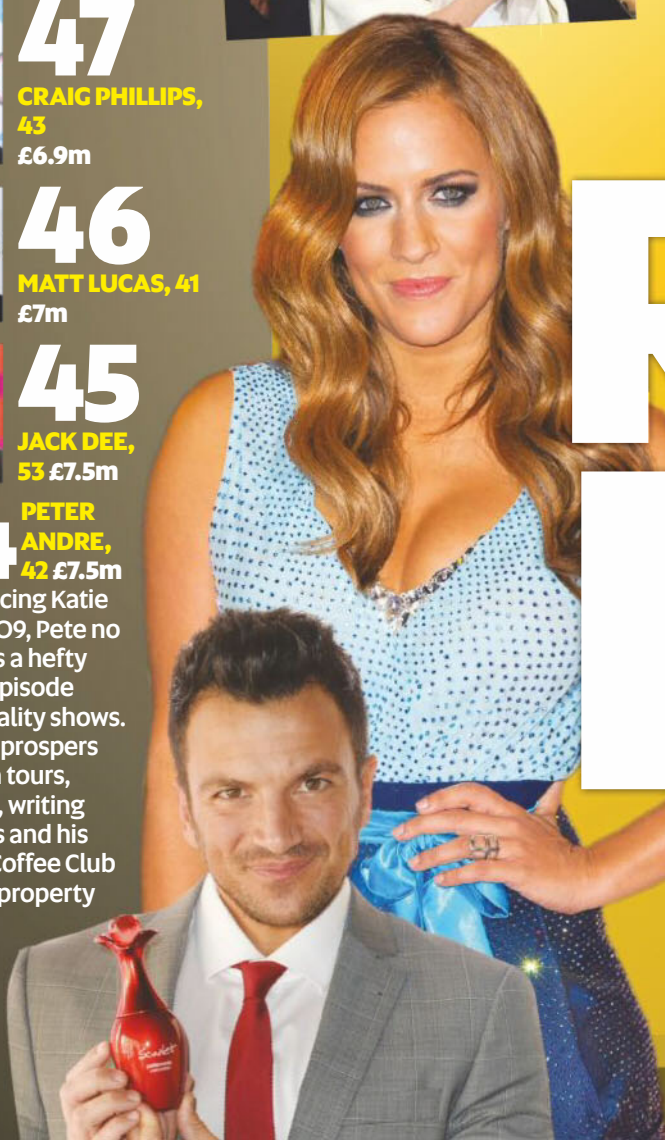 47
CRAIG PHILLIPS,
43
£6.9m
46
MATT LUCAS, 41
£7m
45
JACK DEE,
53 £7.5m
PETER
ANDRE,
42 £7.5m
cing Katie
09, Pete no
s a hefty
pisode
ality shows.
prospers
tours,
, writing
s and his
Coffee Club
property
Scarlet
R